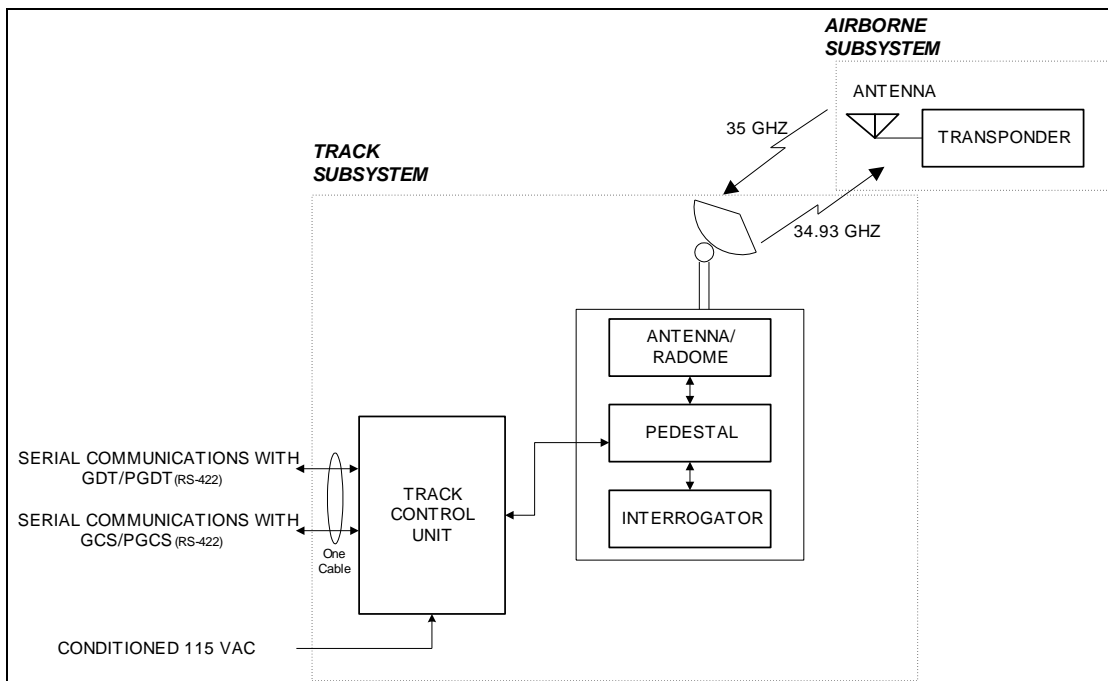 AIRBORNE
SUBSYSTEM
ANTENNA
TRANSPONDER
35 GHZ
TRACK
SUBSYSTEM
34.93 GHZ
ANTENNA/
RADOME
PEDESTAL
INTERROGATOR
SERIAL COMMUNICATIONS WITH
GDT/PGDT (RS-422)
TRACK
CONTROL
UNIT
SERIAL COMMUNICATIONS WITH
GCS/PGCS (RS-422)
One
Cable
CONDITIONED 115 VAC